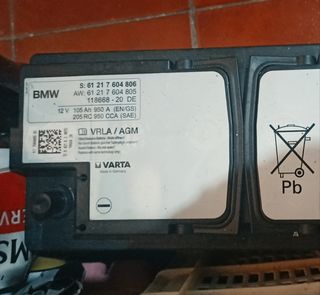 BMW
S: 61 21 7 604 806
AW: 61 21 7 604 805
118668 - 20 DE
12 V 105 Ah 950 A (EN/GS)
205 RC 950 CCA (SAE)
VRLA / AGM
VARTA
Made in Germany
Pb